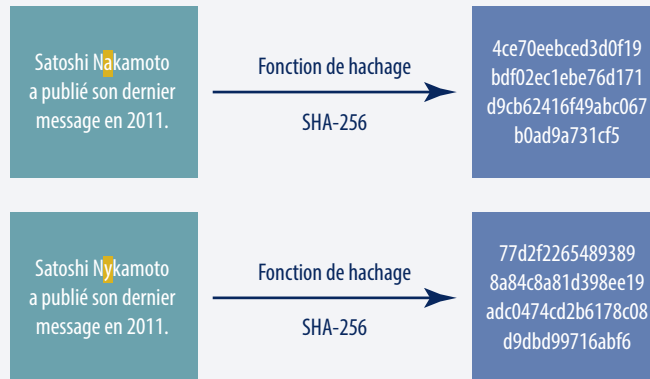 Satoshi Nakamoto
a publié son dernier
message en 2011.
Fonction de hachage
SHA-256
4ce70eebced3d0f19
bdf02ec1ebe76d171
d9cb62416f49abc067
b0ad9a731cf5
Satoshi Nykamoto
a publié son dernier
message en 2011.
Fonction de hachage
SHA-256
77d2f2265489389
8a84c8a81d398ee19
adc0474cd2b6178c08
d9dbd99716abf6